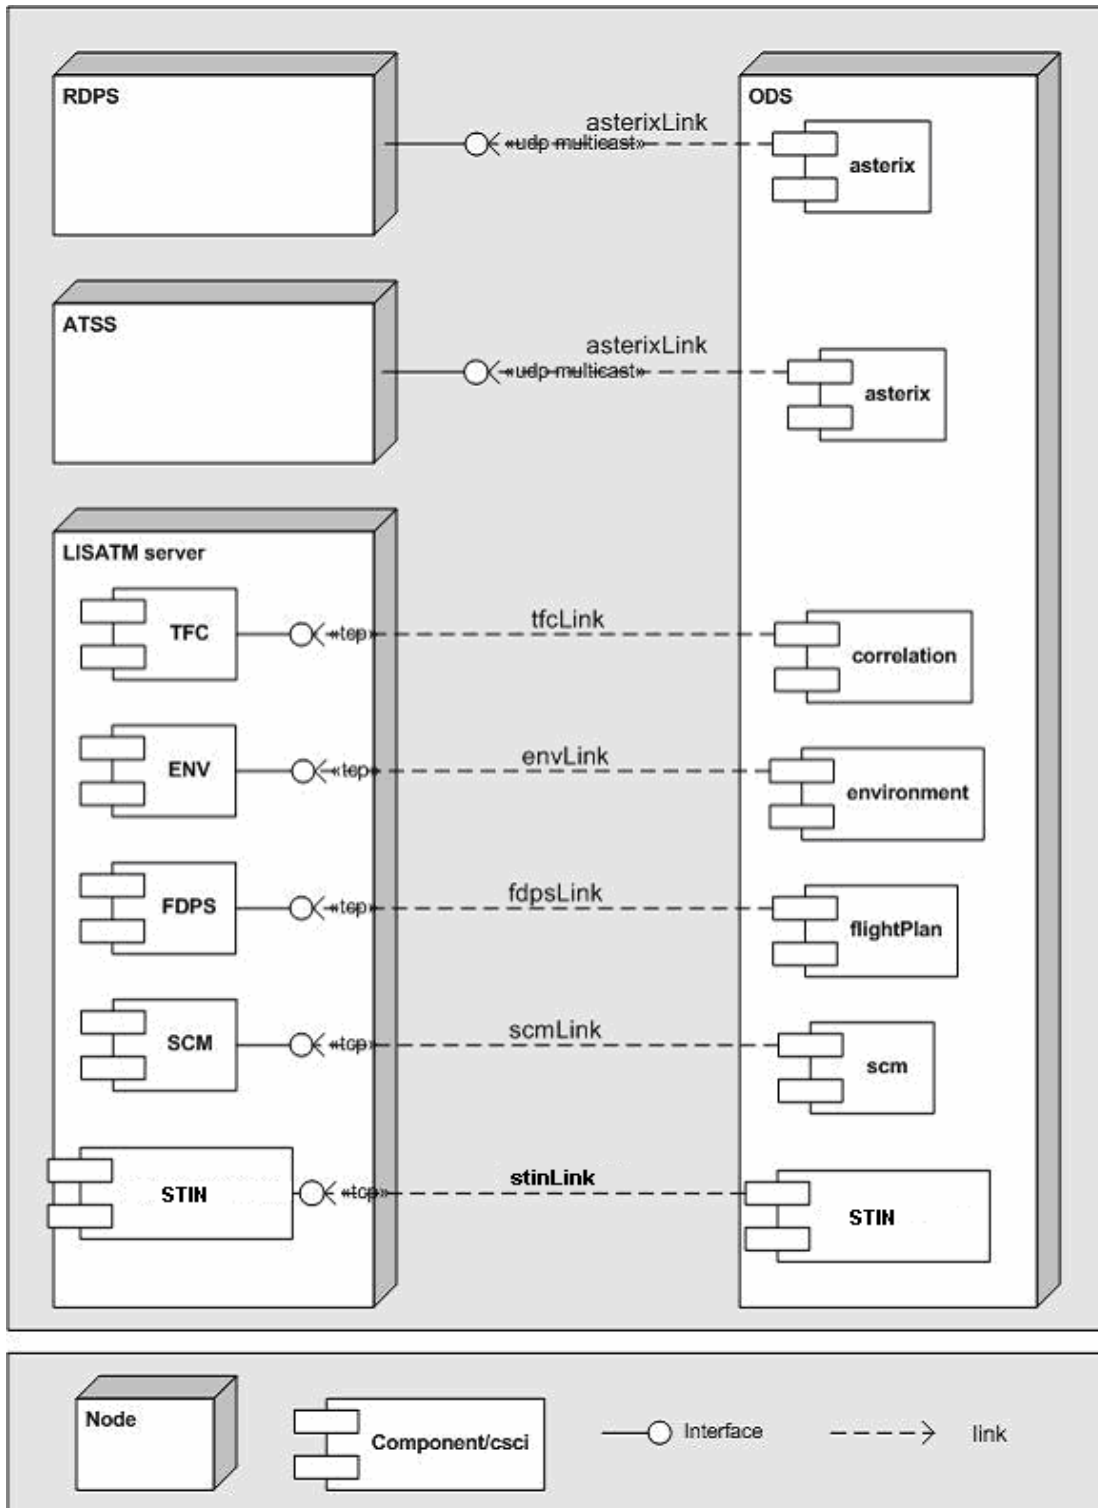 RDPS
ODS
asterixLink
«udp multicast»
asterix
ATSS
asterixLink
«udp multicast»
asterix
LISATM server
TFC
«tcp»
tfcLink
correlation
ENV
«tcp»
envLink
environment
FDPS
«tcp»
fdpsLink
flightPlan
SCM
«tcp»
scmLink
scm
STIN
«tcp»
stinLink
STIN
Node
Component/csci
Interface
link